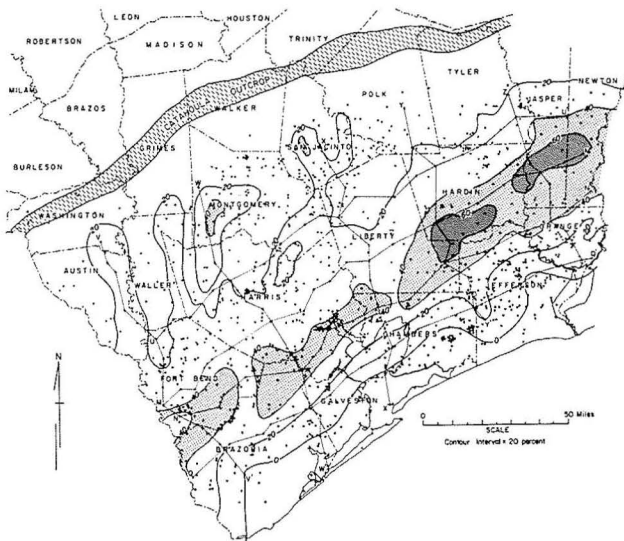 LEON
HOUSTON
ROBERTSON
MADISON
TRINITY
TYLER
NEWTON
MILAM
BRAZOS
CATAHOULA OUTCROP
WALKER
POLK
JASPER
GRIMES
SAN JACINTO
BURLESON
WASHINGTON
MONTGOMERY
HARDIN
LIBERTY
ORANGE
AUSTIN
WALLER
HARRIS
JEFFERSON
CHAMBERS
FORT BEND
N
GALVESTON
BRAZORIA
0 50 Miles
SCALE
Contour Interval = 20 percent